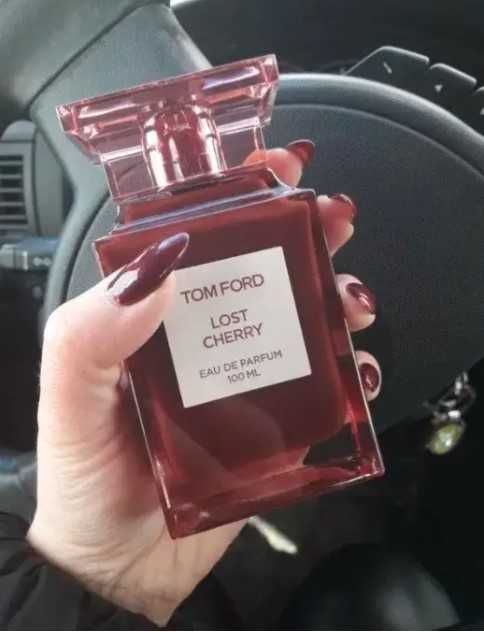 TOM FORD
LOST
CHERRY
EAU DE PARFUM
100 ML